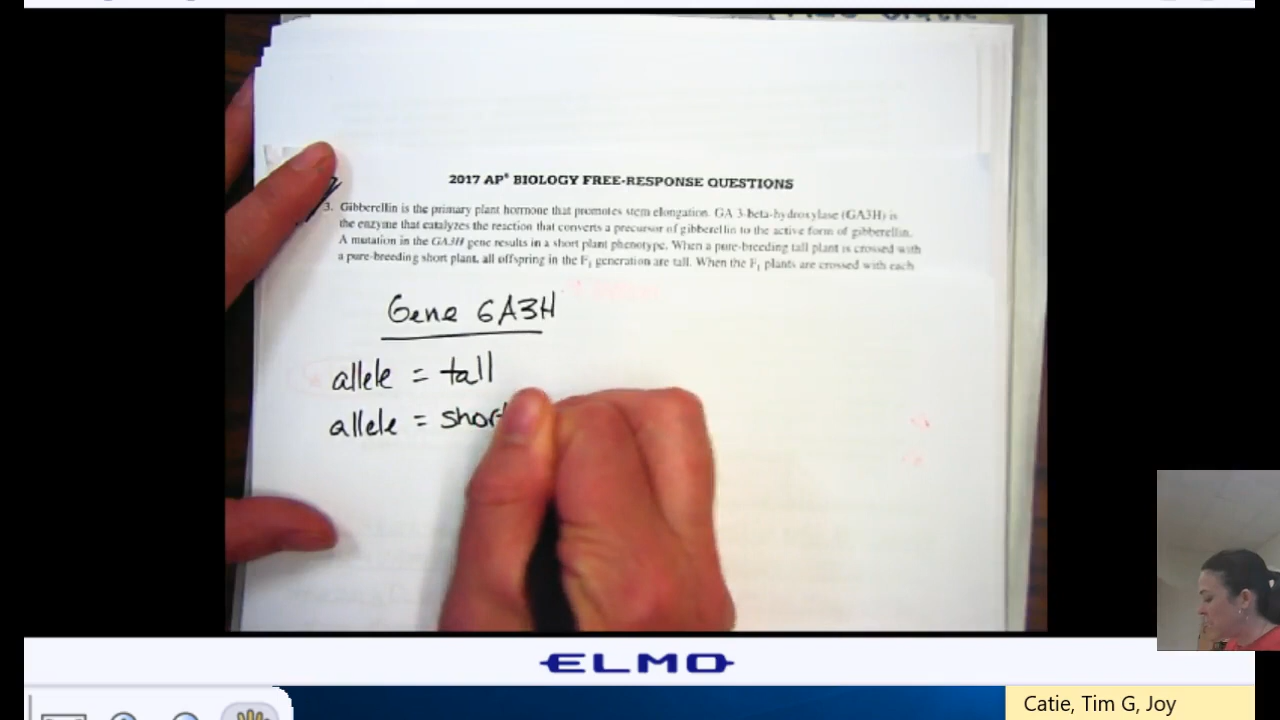 2017 AP® BIOLOGY FREE-RESPONSE QUESTIONS
3. Gibberellin is the primary plant hormone that promotes stem elongation. GA 3-beta-hydroxylase (GA3H) is
the enzyme that catalyzes the reaction that converts a precursor of gibberellin to the active form of gibberellin.
A mutation in the GA3H gene results in a short plant phenotype. When a pure-breeding tall plant is crossed with
a pure-breeding short plant, all offspring in the F₁ generation are tall. When the F₁ plants are crossed with each
Gene GA3H
allele = tall
allele = short
ELMO
Catie, Tim G, Joy